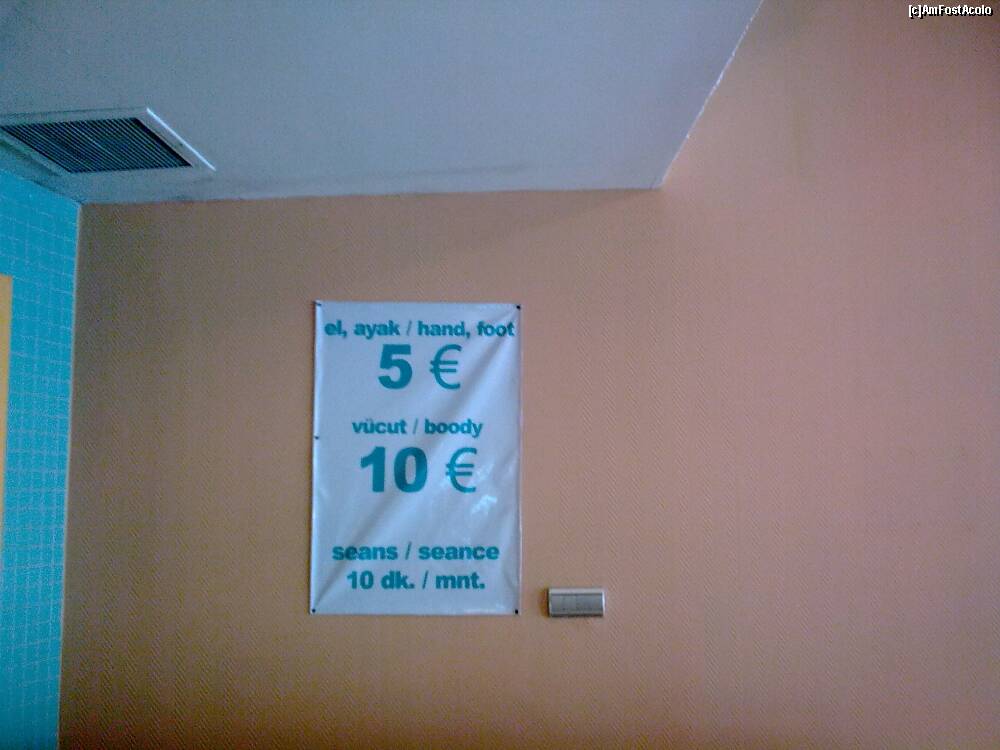 [c]AmFostAcolo
el, ayak / hand, foot
5 €
vücut / boody
10 €
seans / seance
10 dk. / mnt.